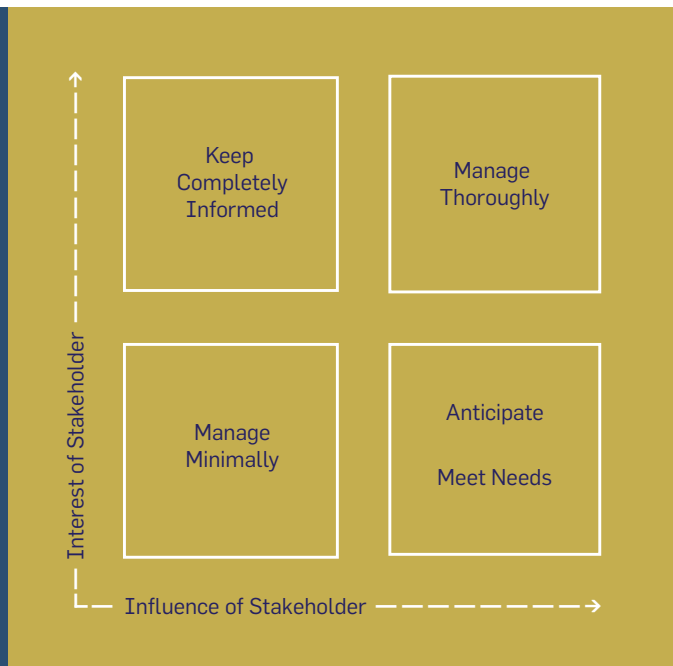 Keep
Completely
Informed
Manage
Thoroughly
Interest of Stakeholder
Manage
Minimally
Anticipate
Meet Needs
Influence of Stakeholder